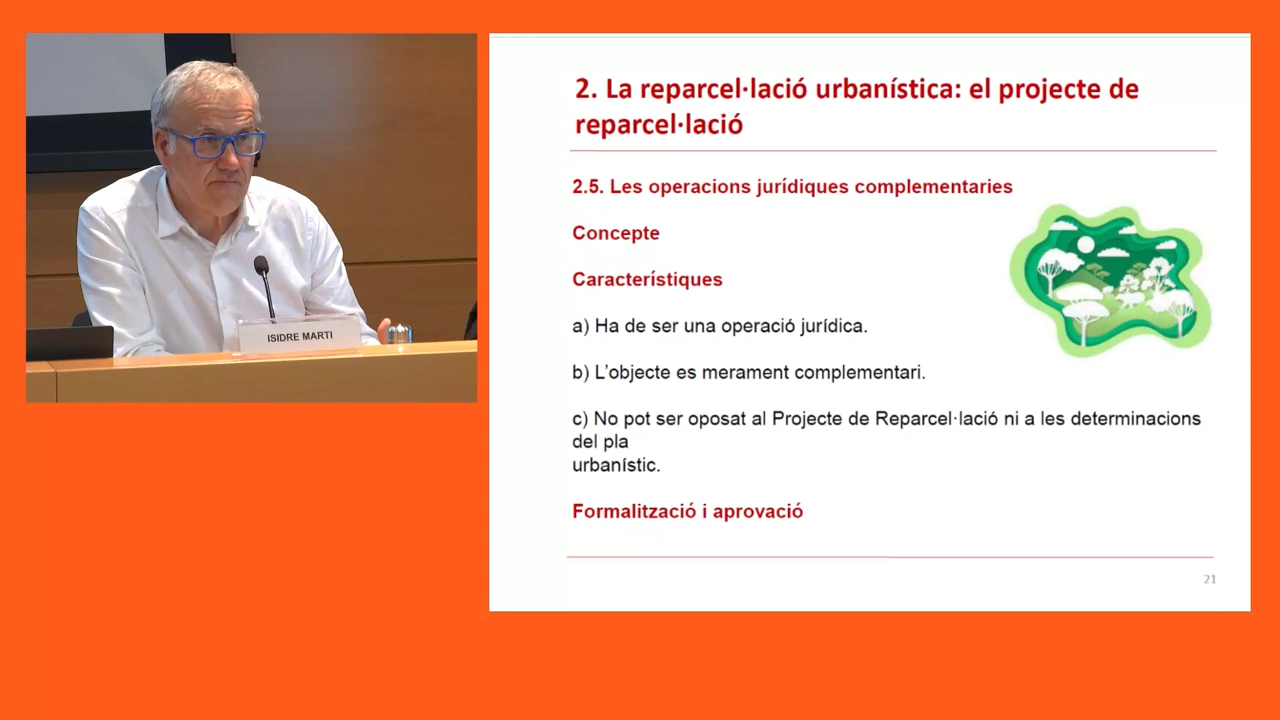 ISIDRE MARTI
2. La reparcel·lació urbanística: el projecte de
reparcel·lació
2.5. Les operacions jurídiques complementaries
Concepte
Característiques
a) Ha de ser una operació jurídica.
b) L’objecte es merament complementari.
c) No pot ser oposat al Projecte de Reparcel·lació ni a les determinacions
del pla
urbanístic.
Formalització i aprovació
21